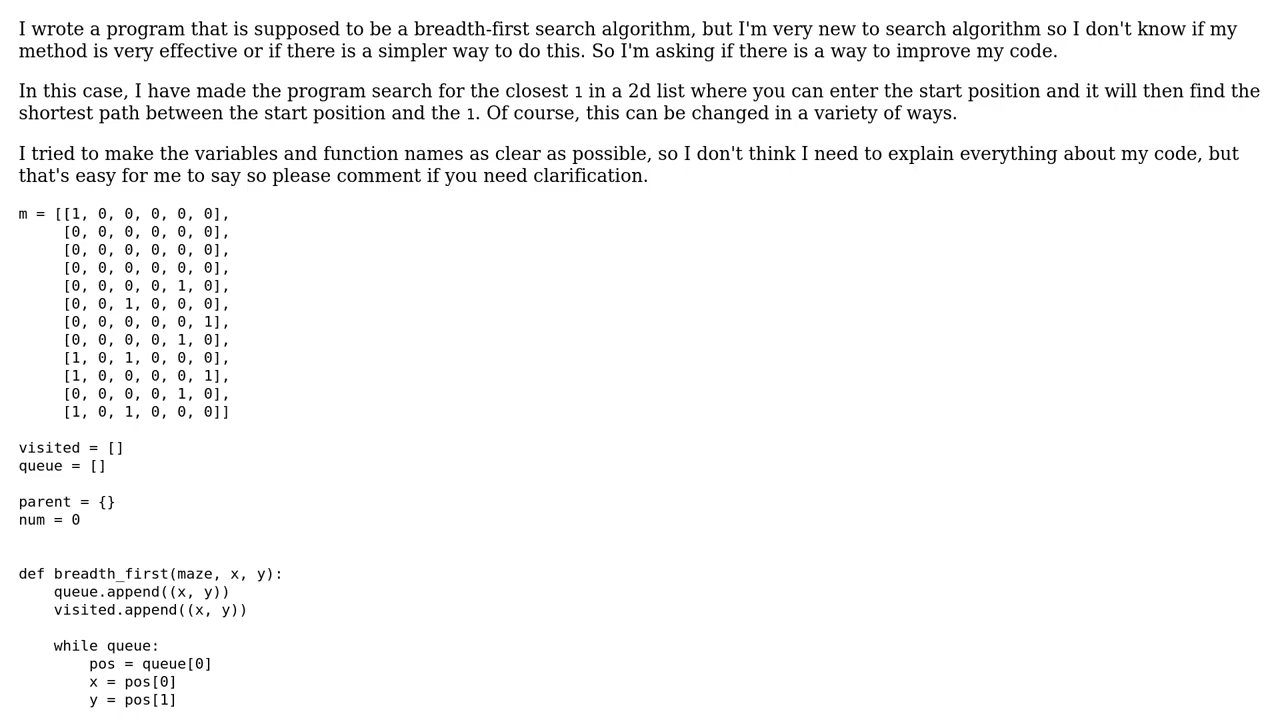 I wrote a program that is supposed to be a breadth-first search algorithm, but I'm very new to search algorithm so I don't know if my
method is very effective or if there is a simpler way to do this. So I'm asking if there is a way to improve my code.
In this case, I have made the program search for the closest 1 in a 2d list where you can enter the start position and it will then find the
shortest path between the start position and the 1. Of course, this can be changed in a variety of ways.
I tried to make the variables and function names as clear as possible, so I don't think I need to explain everything about my code, but
that's easy for me to say so please comment if you need clarification.
m = [[1, 0, 0, 0, 0, 0],
     [0, 0, 0, 0, 0, 0],
     [0, 0, 0, 0, 0, 0],
     [0, 0, 0, 0, 0, 0],
     [0, 0, 0, 0, 1, 0],
     [0, 0, 1, 0, 0, 0],
     [0, 0, 0, 0, 0, 1],
     [0, 0, 0, 0, 1, 0],
     [1, 0, 1, 0, 0, 0],
     [1, 0, 0, 0, 0, 1],
     [0, 0, 0, 0, 1, 0],
     [1, 0, 1, 0, 0, 0]]
visited = []
queue = []
parent = {}
num = 0
def breadth_first(maze, x, y):
    queue.append((x, y))
    visited.append((x, y))
    while queue:
        pos = queue[0]
        x = pos[0]
        y = pos[1]